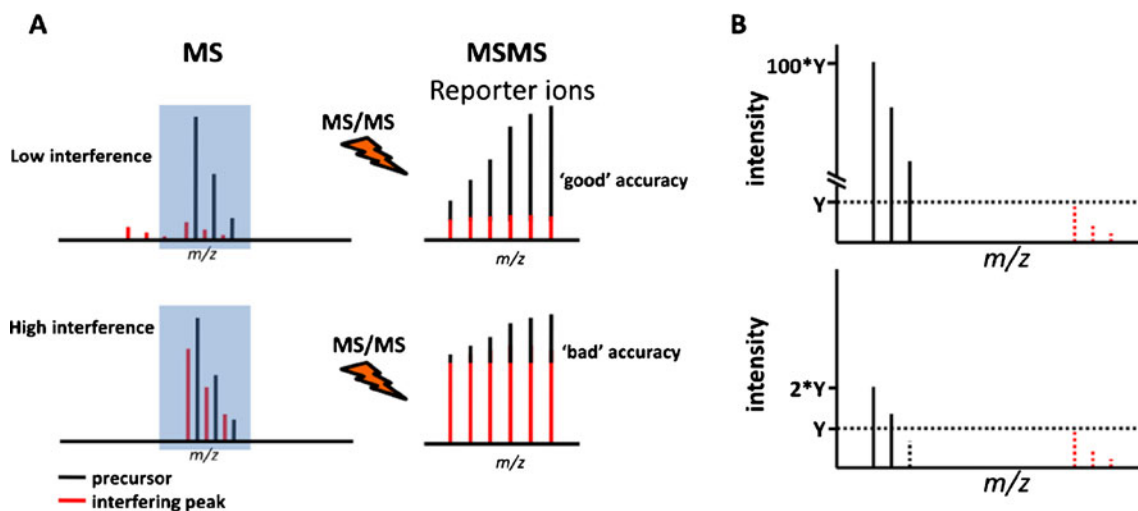 A
MS
MSMS
Reporter ions
Low interference
MS/MS
'good' accuracy
m/z
m/z
High interference
MS/MS
'bad' accuracy
m/z
m/z
precursor
interfering peak
B
100*Y
intensity
Y
m/z
intensity
2*Y
Y
m/z